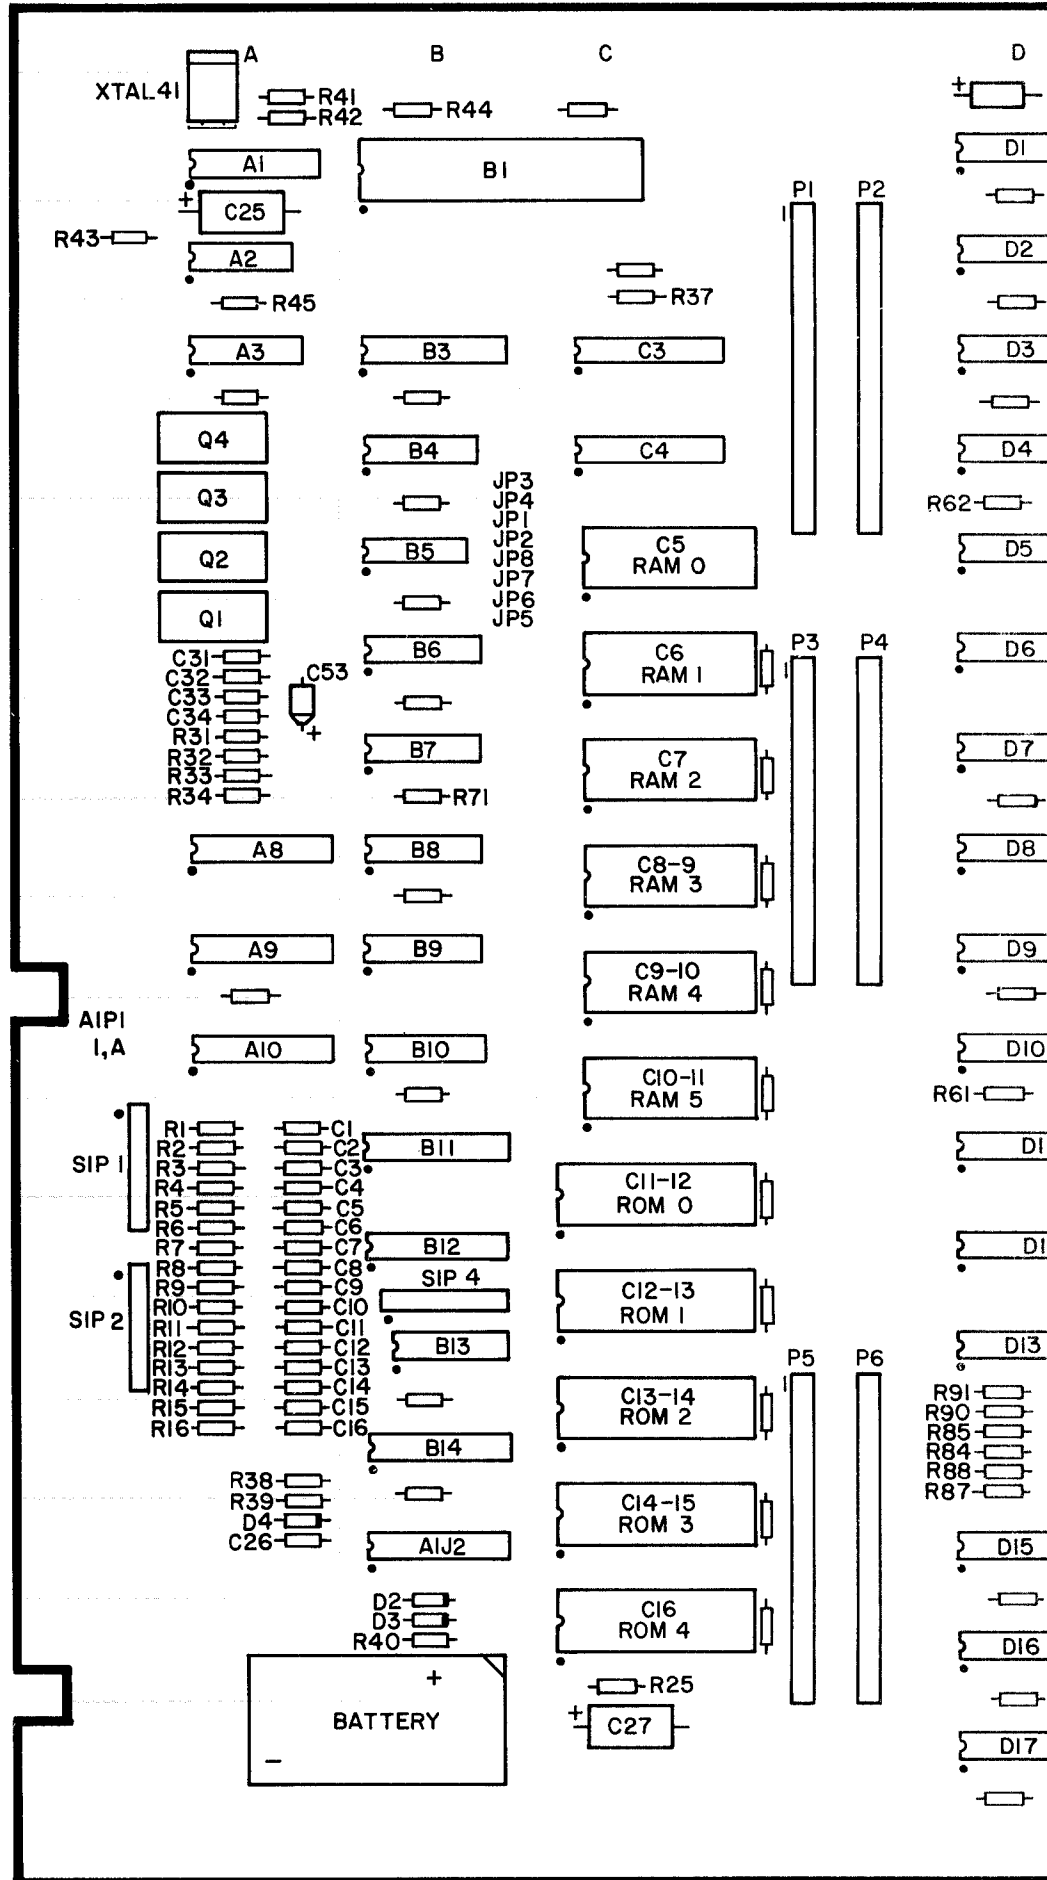 A
B
C
D
XTAL41
R41
R42
R44
+
A1
B1
D1
+
C25
P1
P2
R43
A2
D2
R45
R37
A3
B3
C3
D3
Q4
B4
C4
D4
Q3
JP3
JP4
JP1
JP2
JP8
JP7
JP6
JP5
R62
Q2
B5
C5
RAM 0
D5
Q1
B6
C6
RAM 1
P3
P4
D6
C31
C32
C33
C34
R31
R32
R33
R34
C53
+
B7
C7
RAM 2
D7
R71
A8
B8
C8-9
RAM 3
D8
A9
B9
C9-10
RAM 4
D9
A1P1
1,A
A10
B10
C10-11
RAM 5
D10
R61
SIP 1
R1
R2
R3
R4
R5
R6
R7
R8
R9
R10
R11
R12
R13
R14
R15
R16
SIP 2
C1
C2
C3
C4
C5
C6
C7
C8
C9
C10
C11
C12
C13
C14
C15
C16
B11
C11-12
ROM 0
D1
B12
D1
SIP 4
C12-13
ROM 1
B13
D13
P5
P6
C13-14
ROM 2
R91
R90
R85
R84
R88
R87
B14
R38
R39
D4
C26
C14-15
ROM 3
A1J2
D15
D2
D3
R40
C16
ROM 4
D16
+
BATTERY
-
R25
+
C27
D17